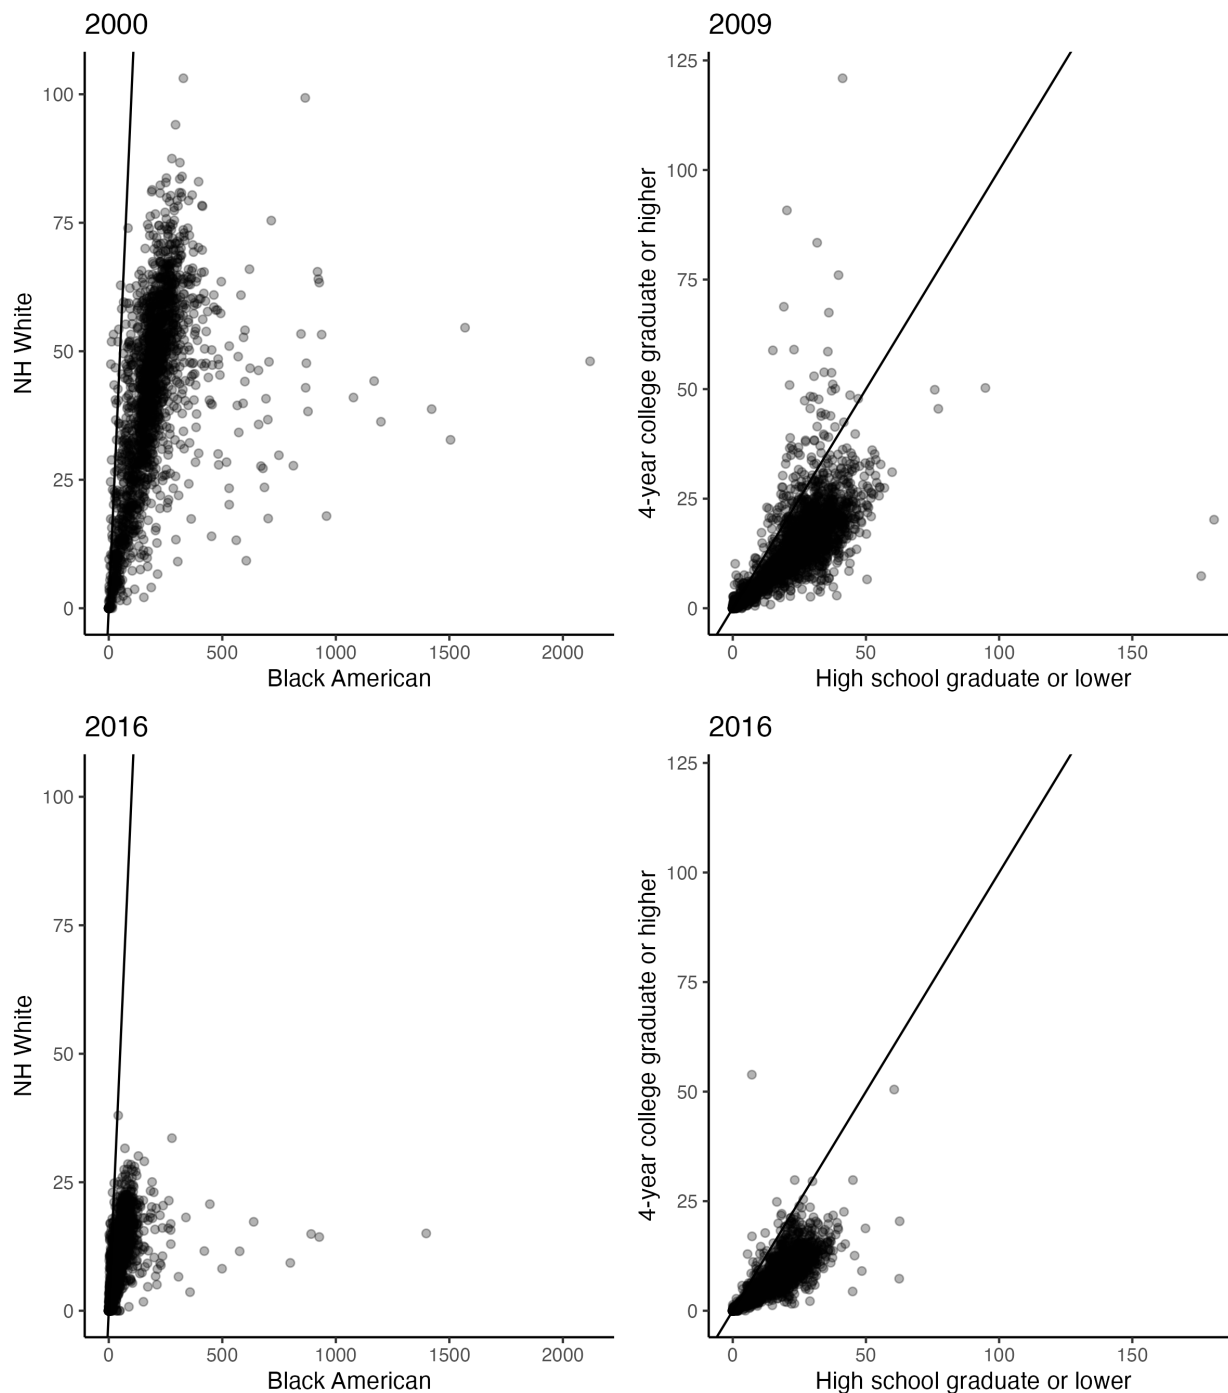 2000
100
75
50
25
0
NH White
0 500 1000 1500 2000
Black American
2009
125
100
75
50
25
0
4-year college graduate or higher
0 50 100 150
High school graduate or lower
2016
100
75
50
25
0
NH White
0 500 1000 1500 2000
Black American
2016
125
100
75
50
25
0
4-year college graduate or higher
0 50 100 150
High school graduate or lower